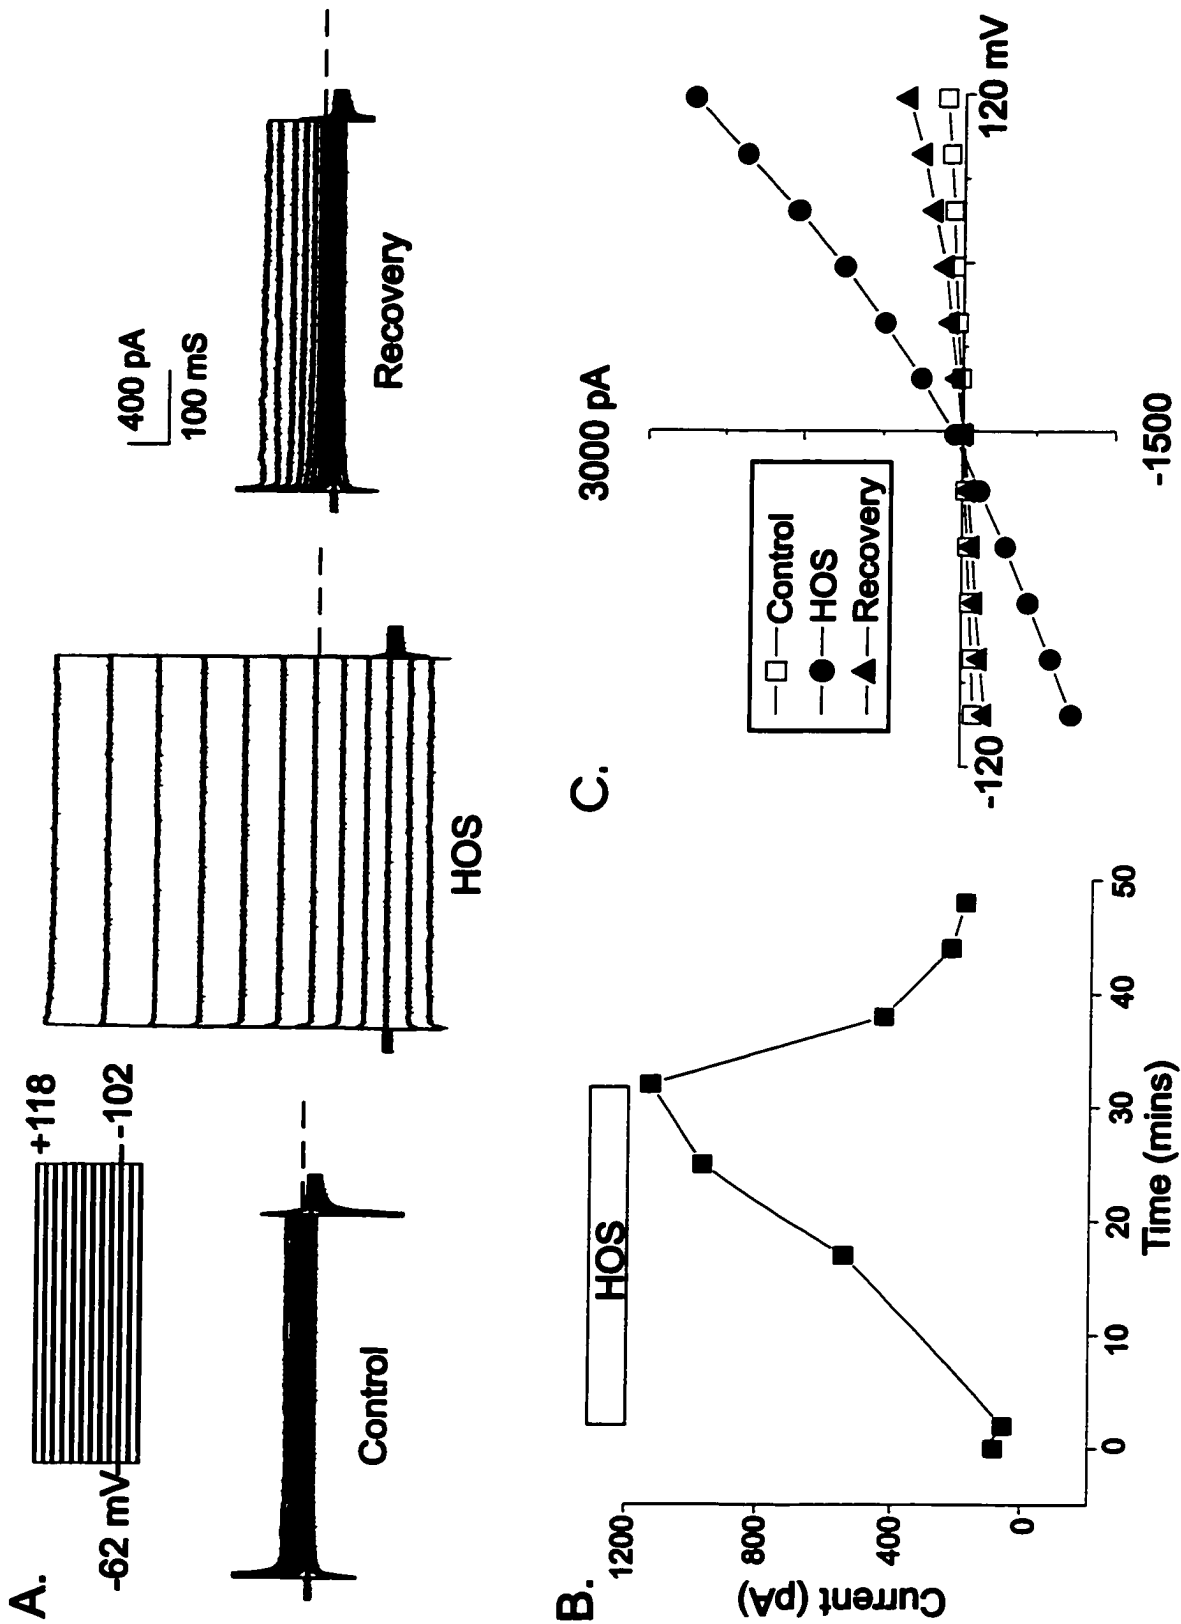 A.
+118
-62 mV
-102
Control
HOS
400 pA
100 mS
Recovery
B.
HOS
1200
800
400
0
Current (pA)
0
10
20
30
40
50
Time (mins)
C.
3000 pA
Control
HOS
Recovery
-120
120 mV
-1500